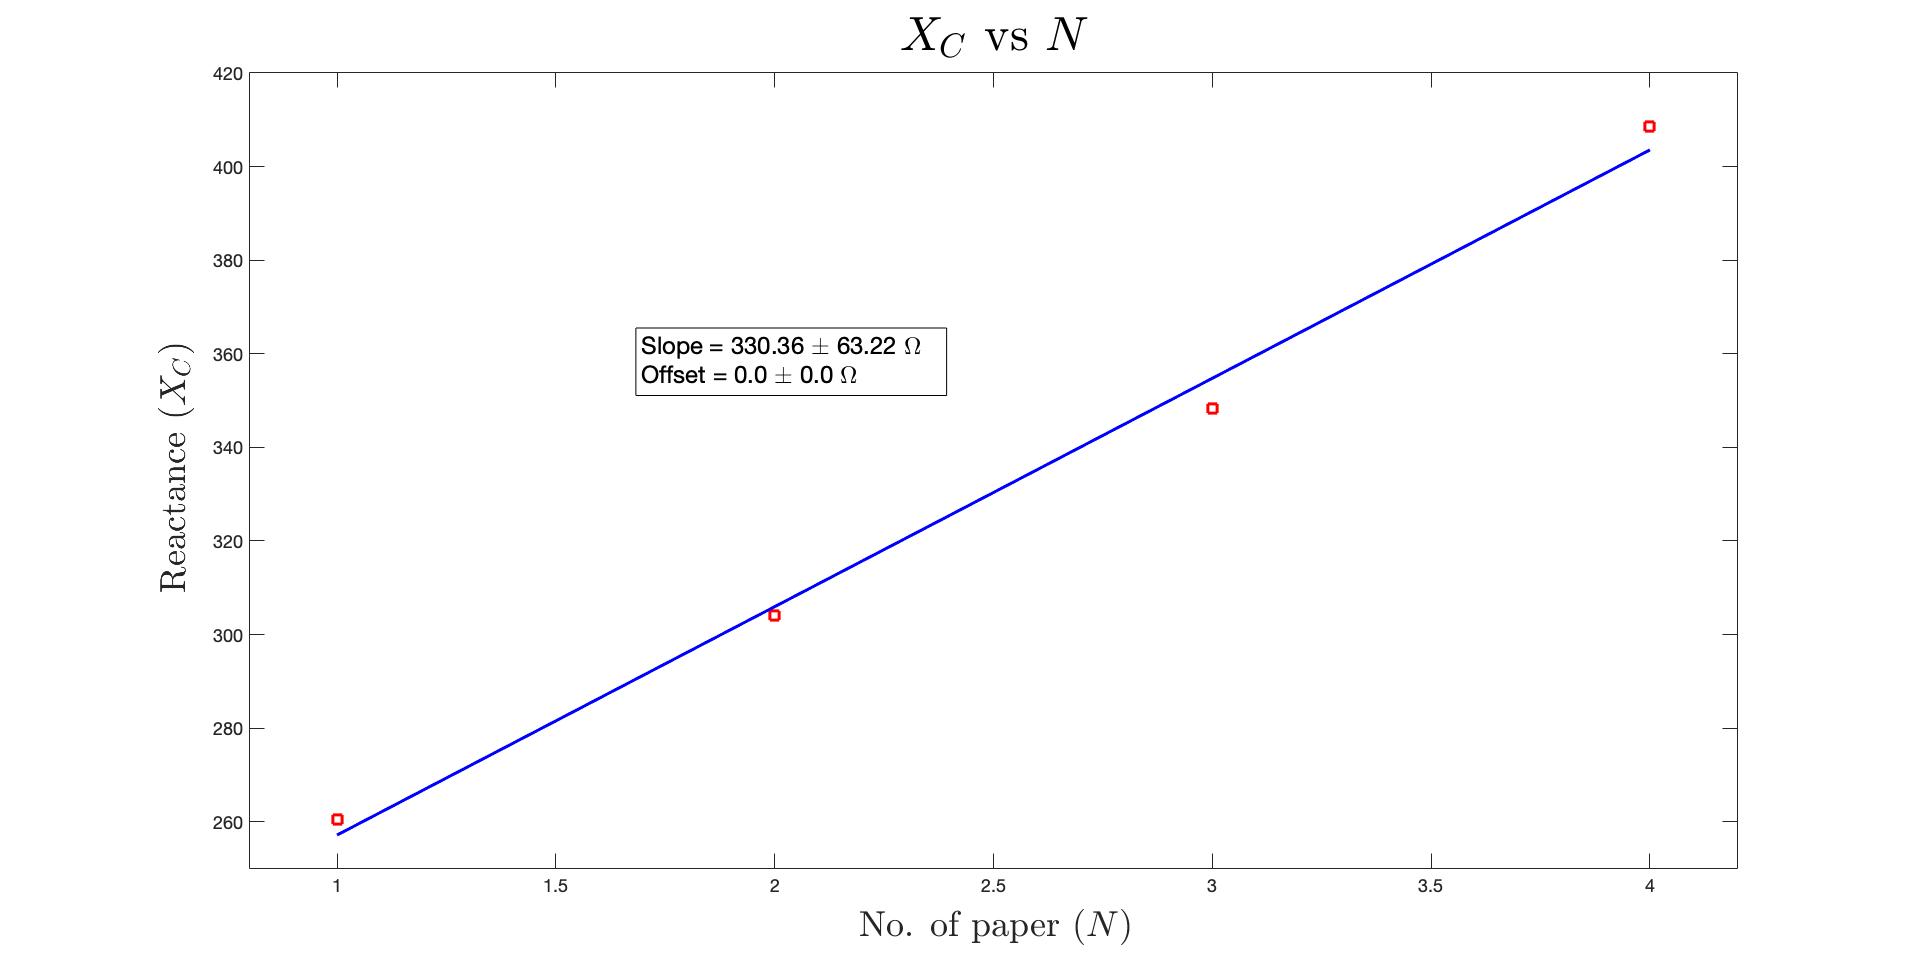 X_C vs N
420
400
380
360
340
320
300
280
260
Reactance (X_C)
Slope = 330.36 ± 63.22 Ω
Offset = 0.0 ± 0.0 Ω
1 1.5 2 2.5 3 3.5 4
No. of paper (N)